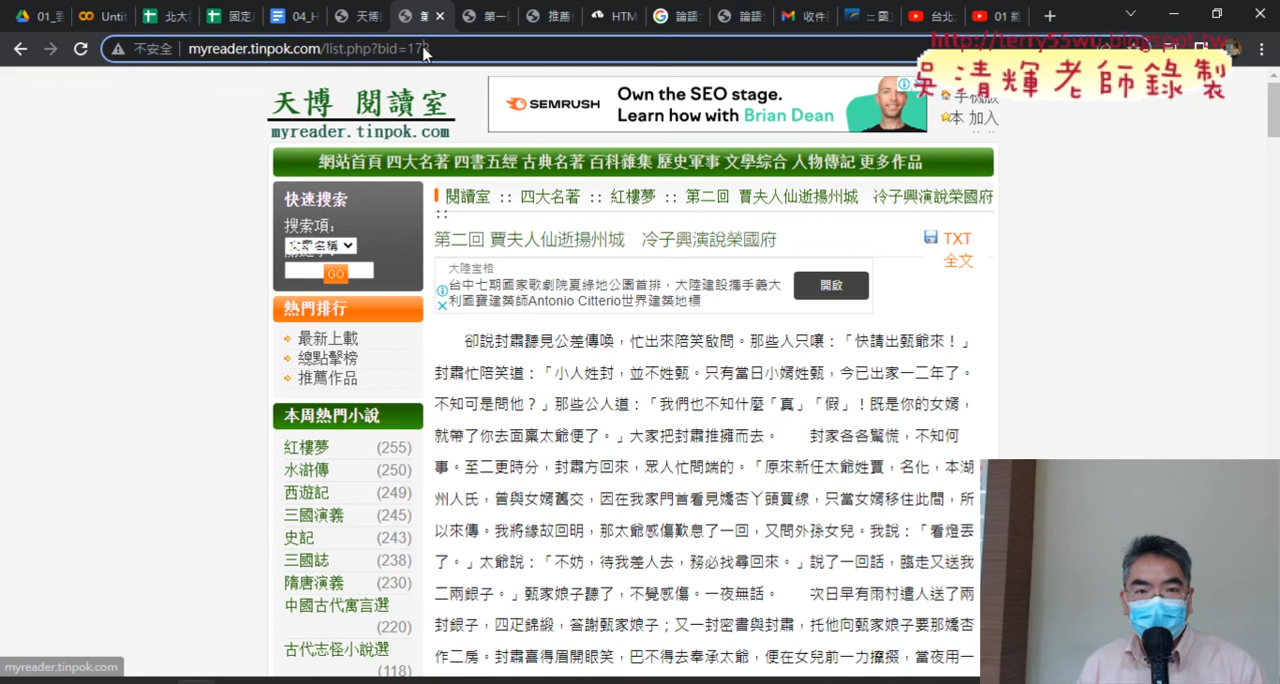 01_雲
Unti
北大
固定
04_H
天博
第一
推薦
HTM
論語
論語
收件
:: 國
台北
01 經
不安全
myreader.tinpok.com/list.php?bid=17
http://terry55wu.blogspot.tw
吳清輝老師錄製
天博 閱讀室
myreader.tinpok.com
SEMRUSH
Own the SEO stage.
Learn how with Brian Dean
手機版
本 加入
網站首頁 四大名著 四書五經 古典名著 百科雜集 歷史軍事 文學綜合 人物傳記 更多作品
快速搜索
搜索項:
文章名稱
GO
熱門排行
最新上載
總點擊榜
推薦作品
本周熱門小說
紅樓夢 (255)
水滸傳 (250)
西遊記 (249)
三國演義 (245)
史記 (243)
三國誌 (238)
隋唐演義 (230)
中國古代寓言選
(220)
古代志怪小說選
(118)
閱讀室 :: 四大名著 :: 紅樓夢 :: 第二回 賈夫人仙逝揚州城 冷子興演說榮國府
::
第二回 賈夫人仙逝揚州城 冷子興演說榮國府
TXT
全文
大陸宝格
台中七期國家歌劇院夏綠地公園首排，大陸建設攜手義大
利國寶建築師Antonio Citterio世界建築地標
開啟
卻說封肅聽見公差傳喚，忙出來陪笑啟問。那些人只嚷：「快請出甄爺來！」
封肅忙陪笑道：「小人姓封，並不姓甄。只有當日小婿姓甄，今已出家一二年了。
不知可是問他？」那些公人道：「我們也不知什麼「真」「假」！既是你的女婿，
就帶了你去面稟太爺便了。」大家把封肅推擁而去。 封家各各驚慌，不知何
事。至二更時分，封肅方回來，眾人忙問端的。「原來新任太爺姓賈，名化，本湖
州人氏，曾與女婿舊交，因在我家門首看見嬌杏丫頭買線，只當女婿移住此間，所
以來傳。我將緣故回明，那太爺感傷歎息了一回，又問外孫女兒。我說：「看燈丟
了。」太爺說：「不妨，待我差人去，務必找尋回來。」說了一回話，臨走又送我
二兩銀子。」甄家娘子聽了，不覺感傷。一夜無話。 次日早有雨村遣人送了兩
封銀子，四疋錦緞，答謝甄家娘子；又一封密書與封肅，托他向甄家娘子要那嬌杏
作二房。封肅喜得眉開眼笑，巴不得去奉承太爺，便在女兒前一力攛掇，當夜用一
myreader.tinpok.com